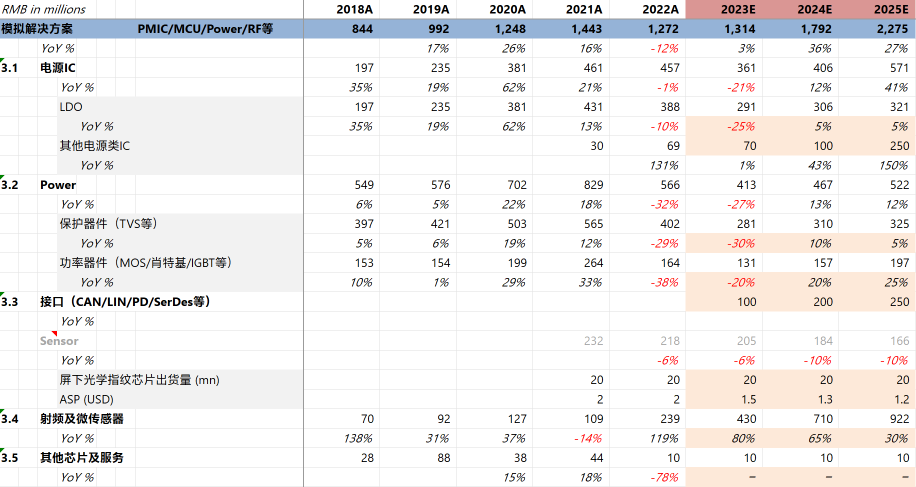 RMB in millions 2018A 2019A 2020A 2021A 2022A 2023E 2024E 2025E
模拟解决方案 PMIC/MCU/Power/RF等 844 992 1,248 1,443 1,272 1,314 1,792 2,275
YoY % 17% 26% 16% -12% 3% 36% 27%
3.1 电源IC 197 235 381 461 457 361 406 571
YoY % 35% 19% 62% 21% -1% -21% 12% 41%
LDO 197 235 381 431 388 291 306 321
YoY % 35% 19% 62% 13% -10% -25% 5% 5%
其他电源类IC 30 69 70 100 250
YoY % 131% 1% 43% 150%
3.2 Power 549 576 702 829 566 413 467 522
YoY % 6% 5% 22% 18% -32% -27% 13% 12%
保护器件（TVS等） 397 421 503 565 402 281 310 325
YoY % 5% 6% 19% 12% -29% -30% 10% 5%
功率器件（MOS/肖特基/IGBT等） 153 154 199 264 164 131 157 197
YoY % 10% 1% 29% 33% -38% -20% 20% 25%
3.3 接口（CAN/LIN/PD/SerDes等） 100 200 250
YoY %
Sensor 232 218 205 184 166
YoY % -6% -6% -10% -10%
屏下光学指纹芯片出货量 (mn) 20 20 20 20 20
ASP (USD) 2 2 1.5 1.3 1.2
3.4 射频及微传感器 70 92 127 109 239 430 710 922
YoY % 138% 31% 37% -14% 119% 80% 65% 30%
3.5 其他芯片及服务 28 88 38 44 10 10 10 10
YoY % 15% 18% -78% – – –